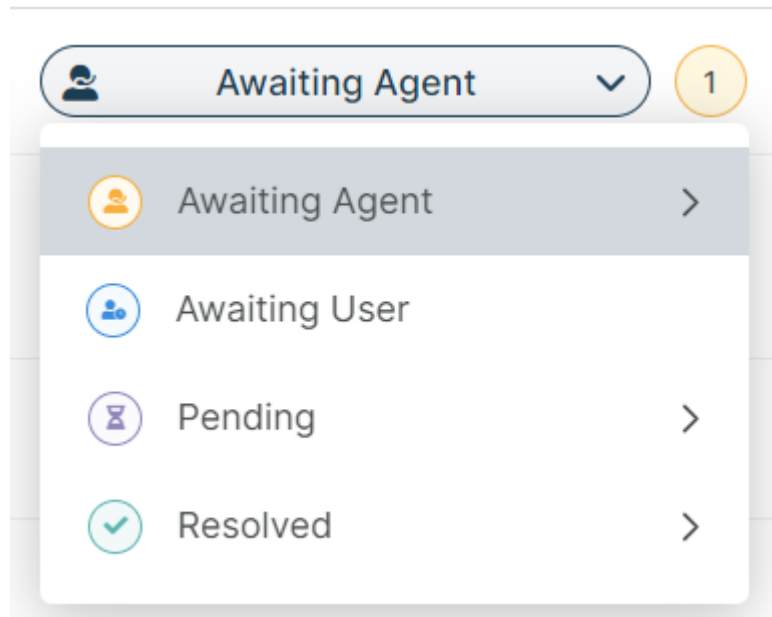 Awaiting Agent
1
Awaiting Agent
Awaiting User
Pending
Resolved